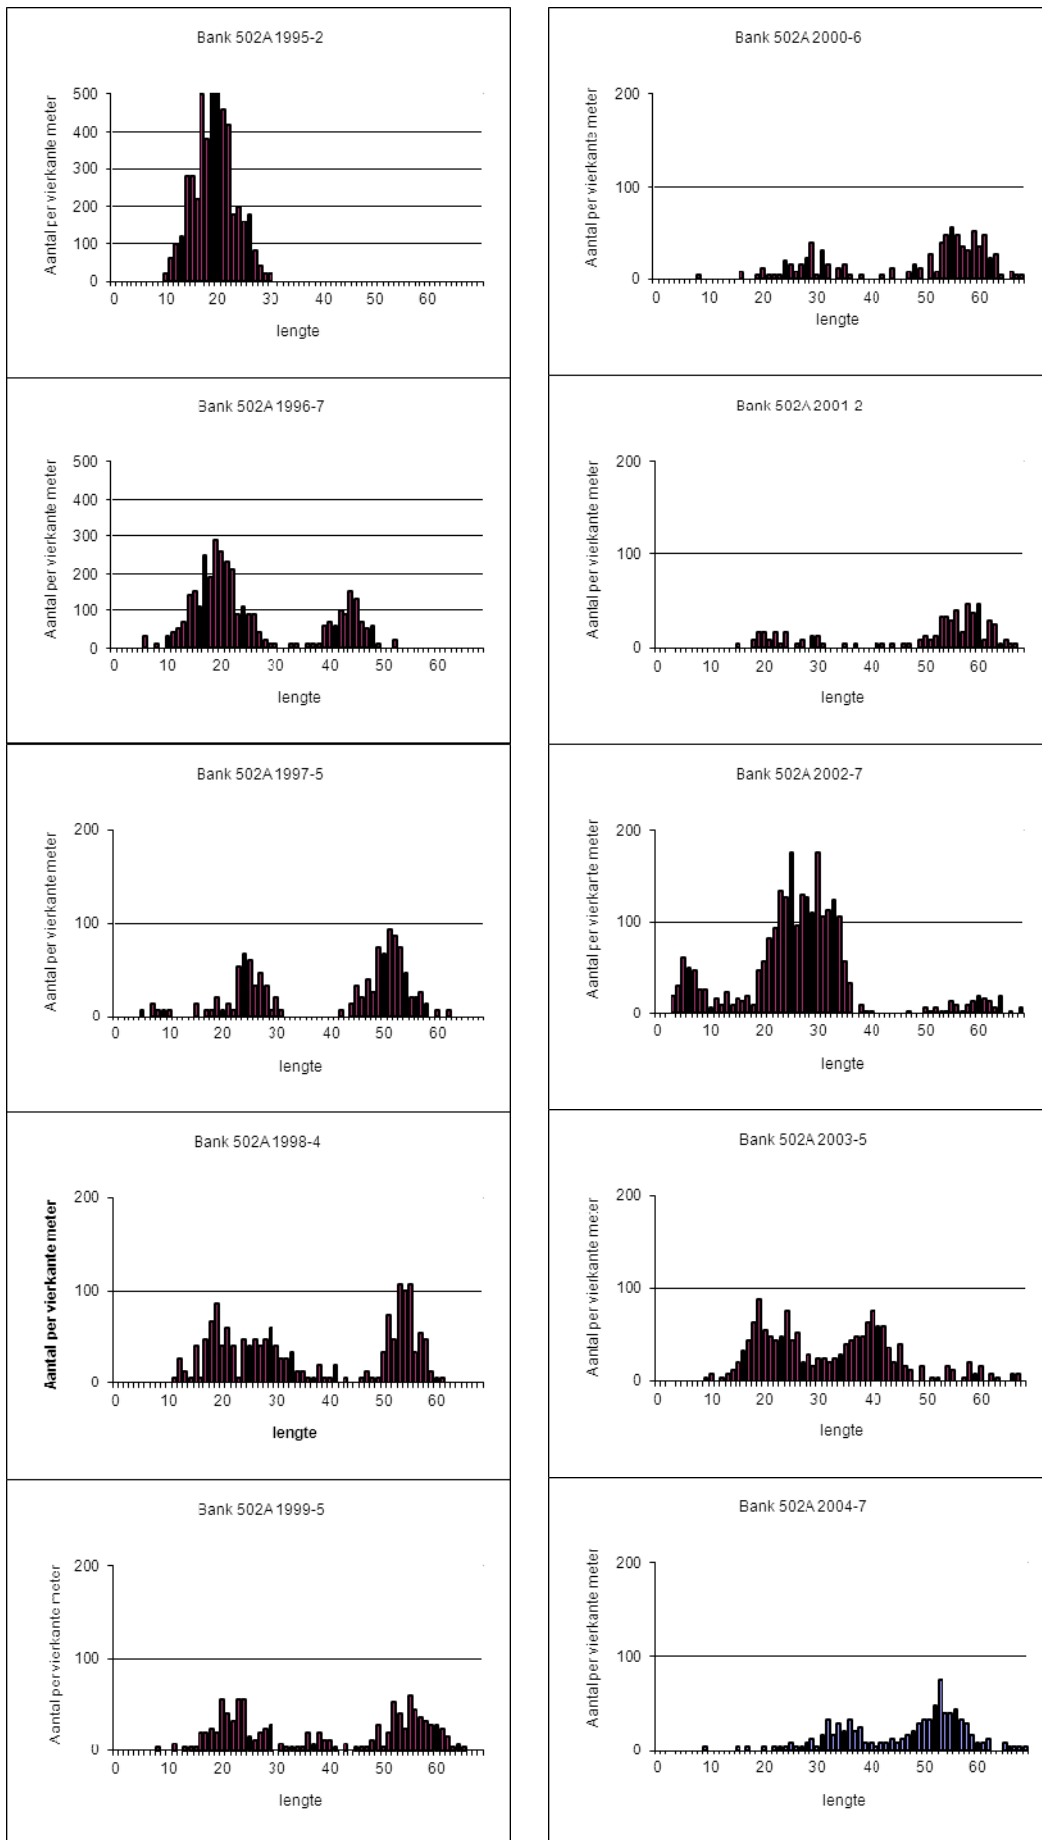 Bank 502A 1995-2
Aantal per vierkante meter
500
400
300
200
100
0
0 10 20 30 40 50 60
lengte
Bank 502A 1996-7
Aantal per vierkante meter
500
400
300
200
100
0
0 10 20 30 40 50 60
lengte
Bank 502A 1997-5
Aantal per vierkante meter
200
100
0
0 10 20 30 40 50 60
lengte
Bank 502A 1998-4
Aantal per vierkante meter
200
100
0
0 10 20 30 40 50 60
lengte
Bank 502A 1999-5
Aantal per vierkante meter
200
100
0
0 10 20 30 40 50 60
lengte
Bank 502A 2000-6
Aantal per vierkante meter
200
100
0
0 10 20 30 40 50 60
lengte
Bank 502A 2001 2
Aantal per vierkante meter
200
100
0
0 10 20 30 40 50 60
lengte
Bank 502A 2002-7
Aantal per vierkante meter
200
100
0
0 10 20 30 40 50 60
lengte
Bank 502A 2003-5
Aantal per vierkante meter
200
100
0
0 10 20 30 40 50 60
lengte
Bank 502A 2004-7
Aantal per vierkante meter
200
100
0
0 10 20 30 40 50 60
lengte